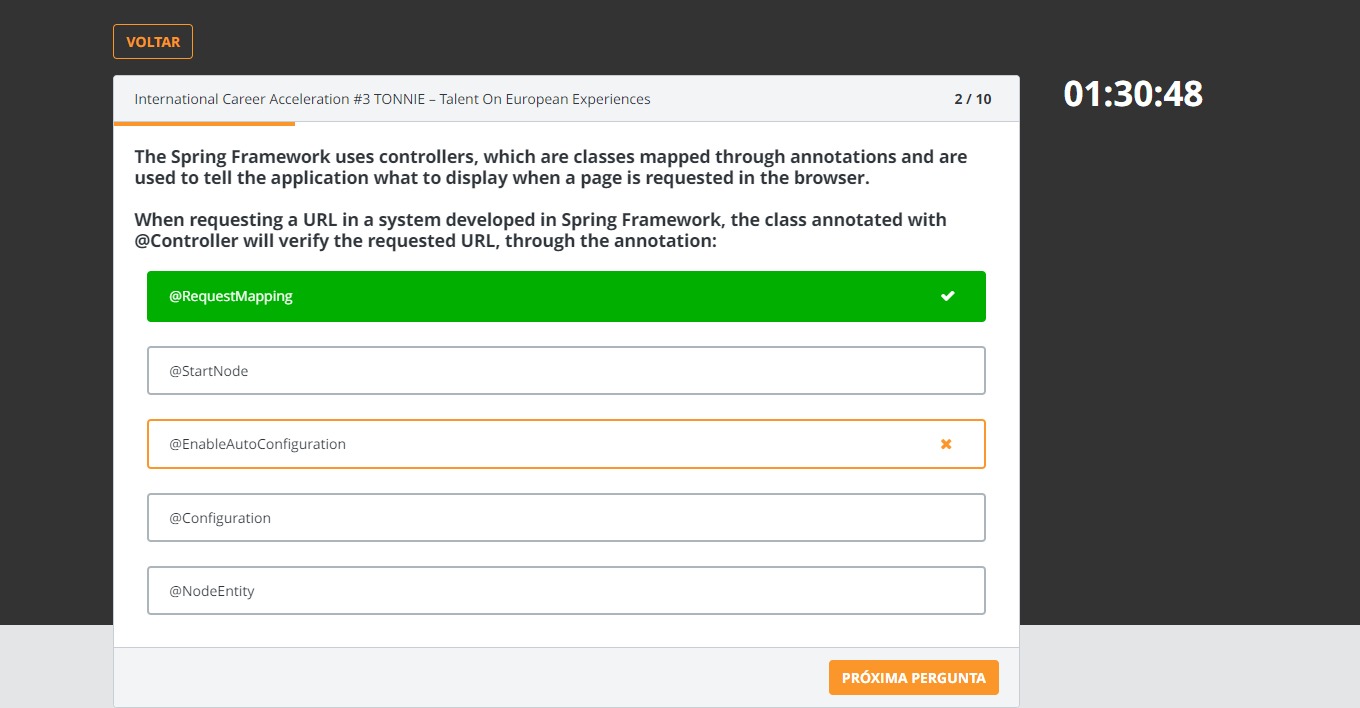 VOLTAR
International Career Acceleration #3 TONNIE – Talent On European Experiences
2 / 10
01:30:48
The Spring Framework uses controllers, which are classes mapped through annotations and are
used to tell the application what to display when a page is requested in the browser.
When requesting a URL in a system developed in Spring Framework, the class annotated with
@Controller will verify the requested URL, through the annotation:
@RequestMapping
@StartNode
@EnableAutoConfiguration
@Configuration
@NodeEntity
PRÓXIMA PERGUNTA